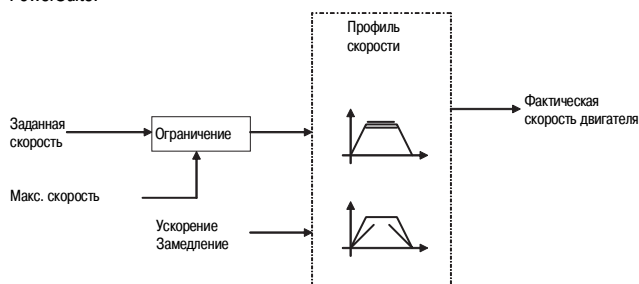 Профиль
скорости
Заданная
скорость
Ограничение
Фактическая
скорость двигателя
Макс. скорость
Ускорение
Замедление